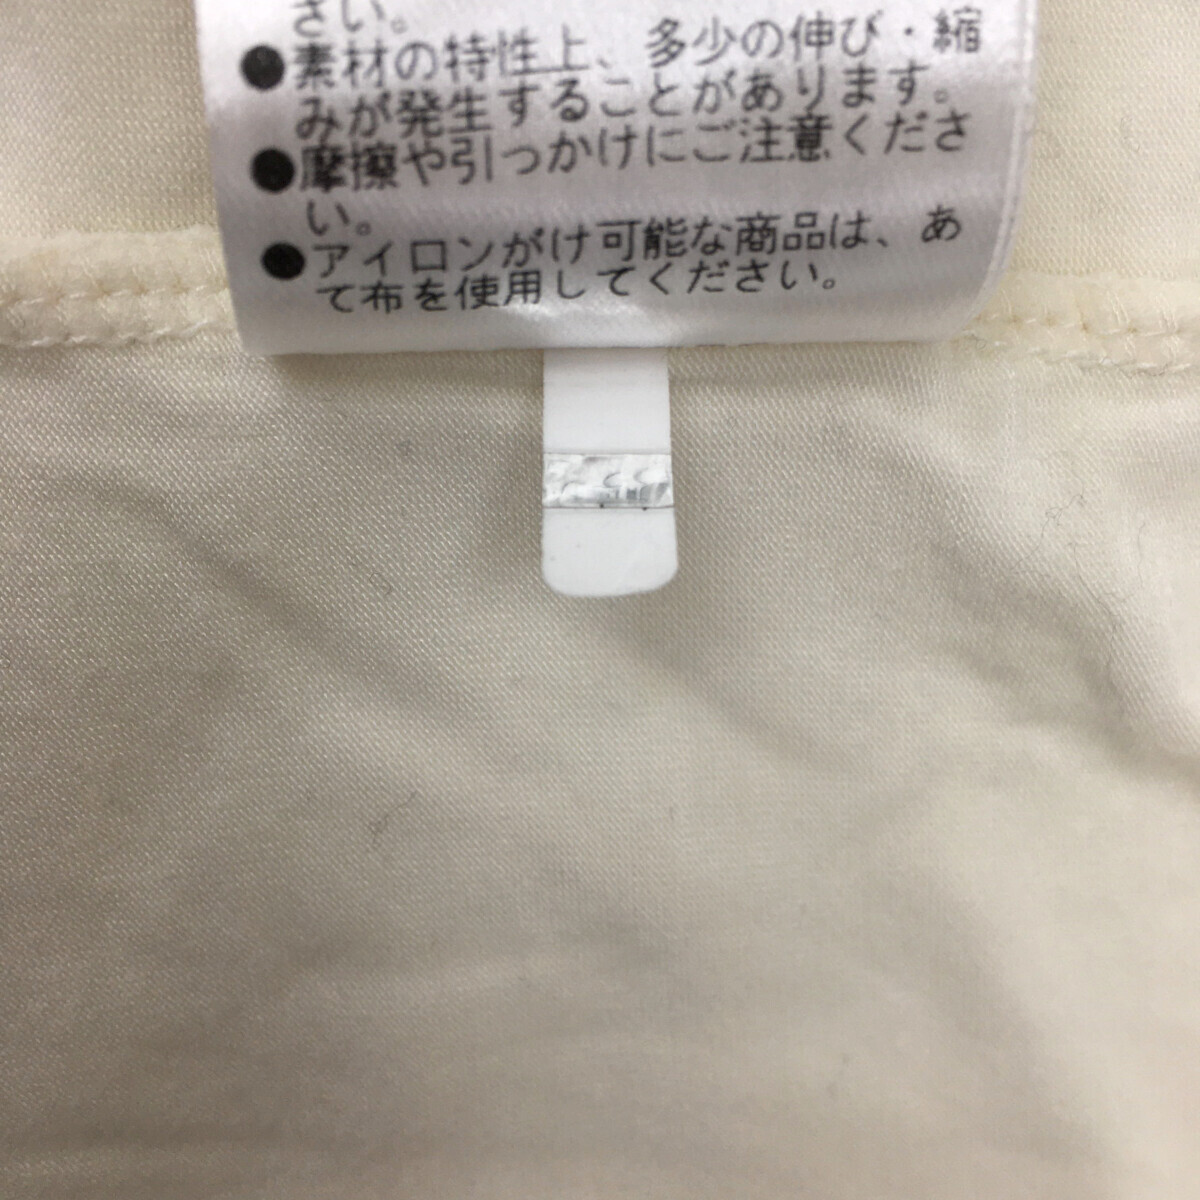 さい。
●素材の特性上、多少の伸び・縮
みが発生することがあります。
●摩擦や引っかけにご注意くださ
い。
●アイロンがけ可能な商品は、あ
て布を使用してください。